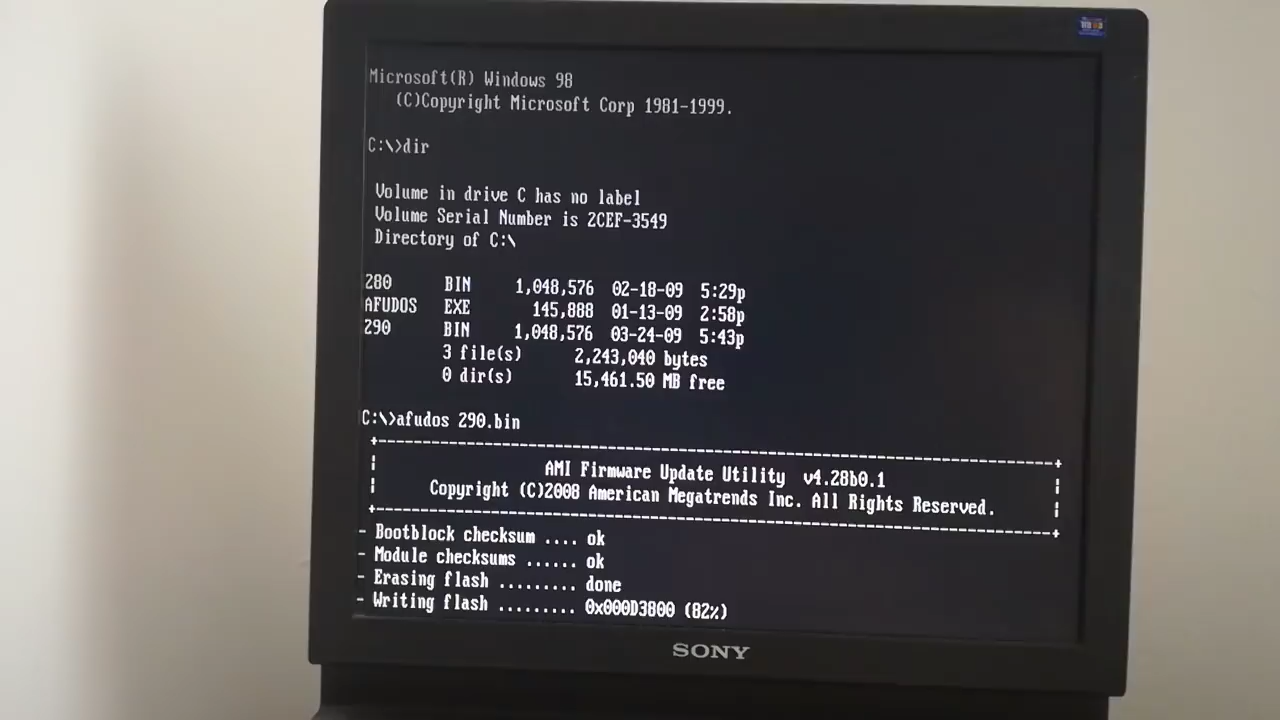 Microsoft(R) Windows 98
(C)Copyright Microsoft Corp 1981-1999.
C:\>dir
Volume in drive C has no label
Volume Serial Number is 2CEF-3549
Directory of C:\
280 BIN 1,048,576 02-18-09 5:29p
AFUDOS EXE 145,888 01-13-09 2:58p
290 BIN 1,048,576 03-24-09 5:43p
3 file(s) 2,243,040 bytes
0 dir(s) 15,461.50 MB free
C:\>afudos 290.bin
AMI Firmware Update Utility v4.28b0.1
Copyright (C)2008 American Megatrends Inc. All Rights Reserved.
- Bootblock checksum .... ok
- Module checksums ...... ok
- Erasing flash ......... done
- Writing flash ......... 0x000D3800 (82%)
SONY